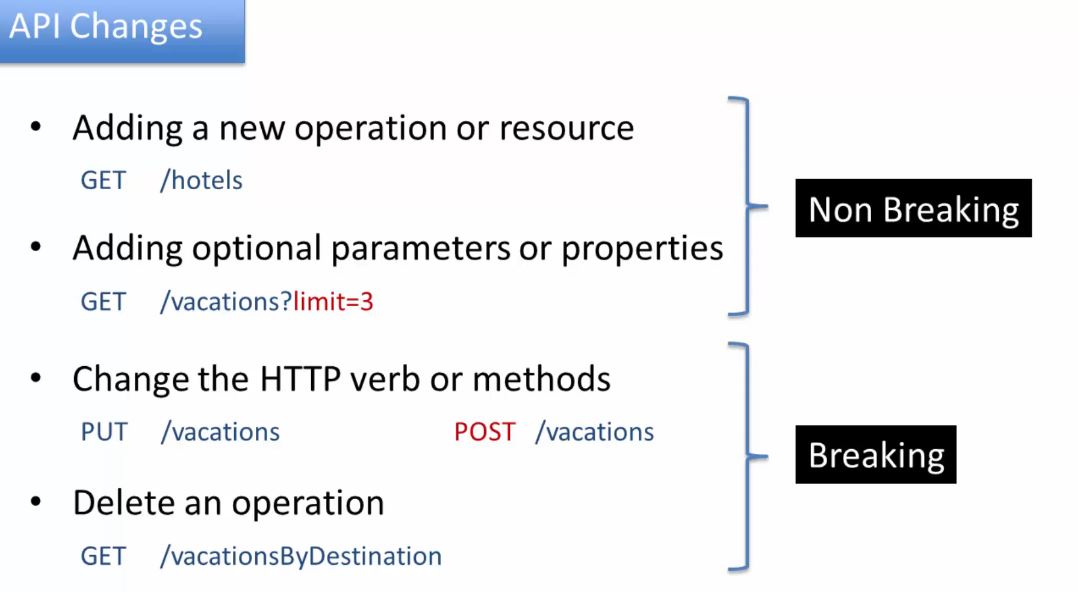 API Changes
• Adding a new operation or resource
GET /hotels
• Adding optional parameters or properties
GET /vacations?limit=3
Non Breaking
• Change the HTTP verb or methods
PUT /vacations POST /vacations
• Delete an operation
GET /vacationsByDestination
Breaking